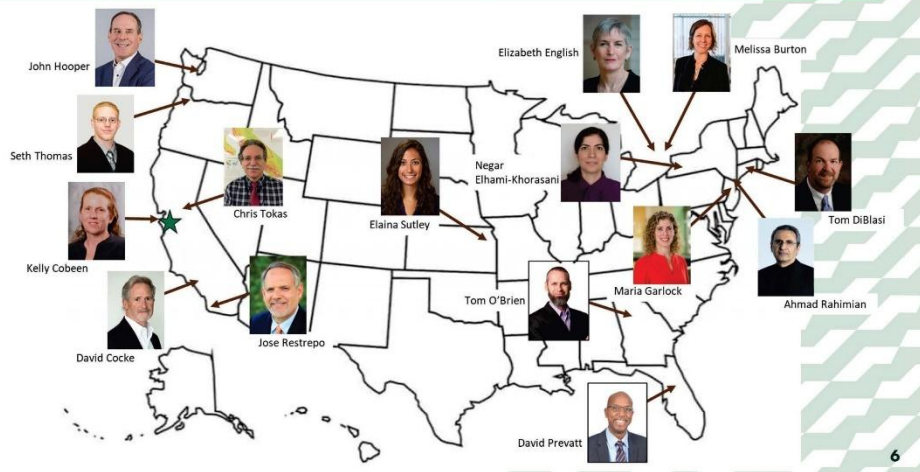 Elizabeth English
Melissa Burton
John Hooper
Seth Thomas
Negar
Elhami-Khorasani
Chris Tokas
Elaina Sutley
Tom DiBlasi
Kelly Cobeen
Maria Garlock
Ahmad Rahimian
Tom O'Brien
Jose Restrepo
David Cocke
David Prevatt
6